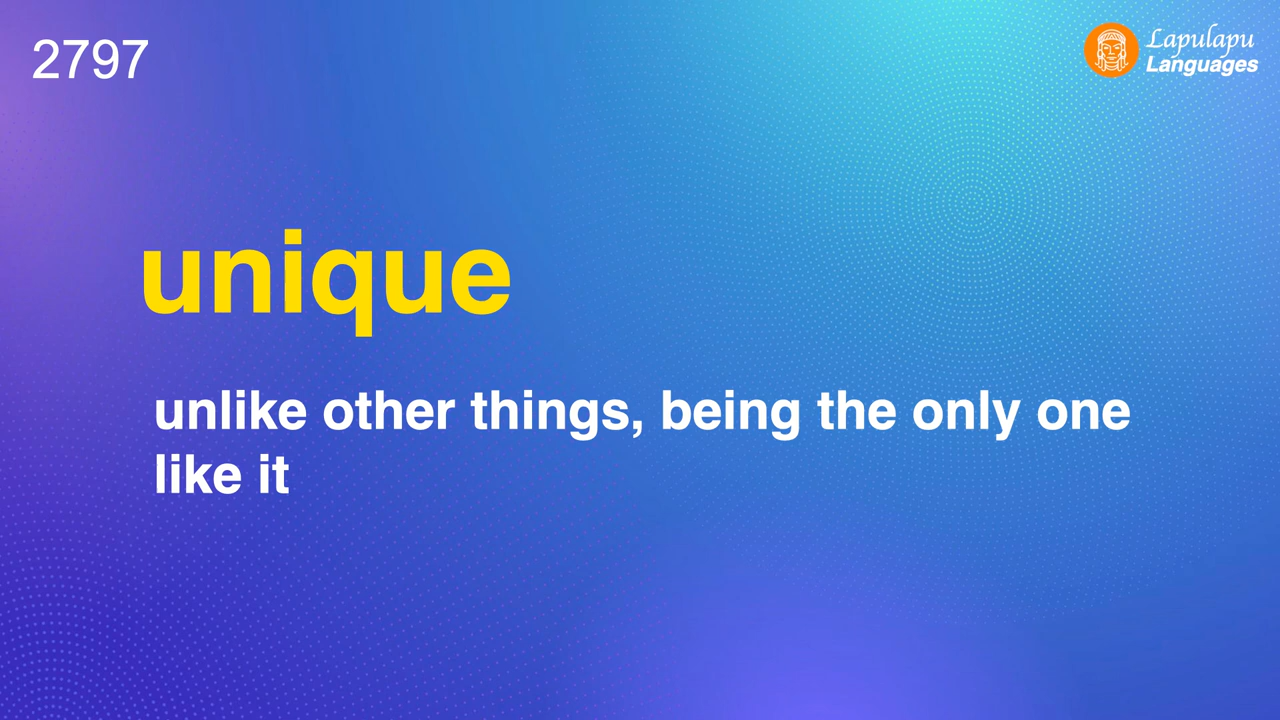 2797
Lapulapu
Languages
unique
unlike other things, being the only one
like it